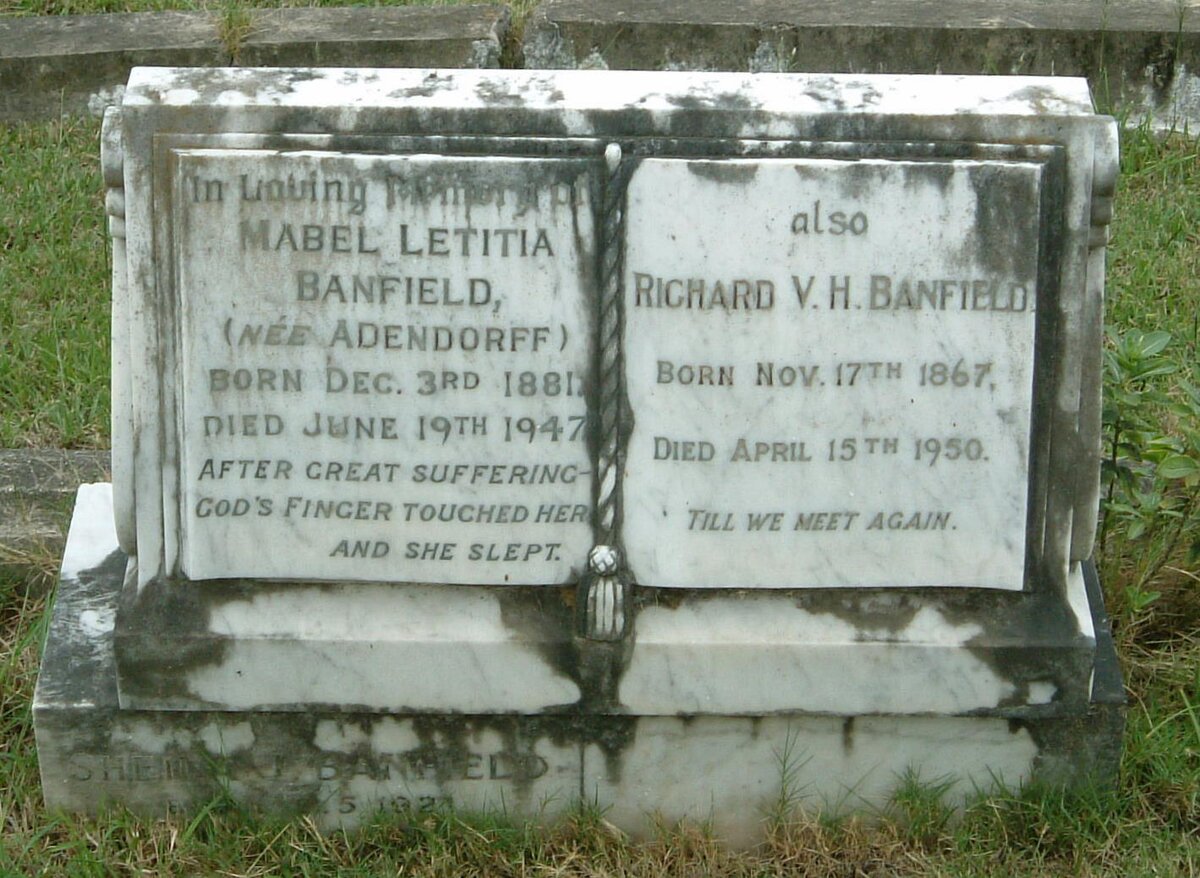 In Loving Memory of
MABEL LETITIA
BANFIELD,
(NÉE ADENDORFF)
BORN DEC. 3RD 1881.
DIED JUNE 19TH 1947
AFTER GREAT SUFFERING-
GOD'S FINGER TOUCHED HER
AND SHE SLEPT.
also
RICHARD V. H. BANFIELD.
BORN NOV. 17TH 1867,
DIED APRIL 15TH 1950.
TILL WE MEET AGAIN.
BANFIELD